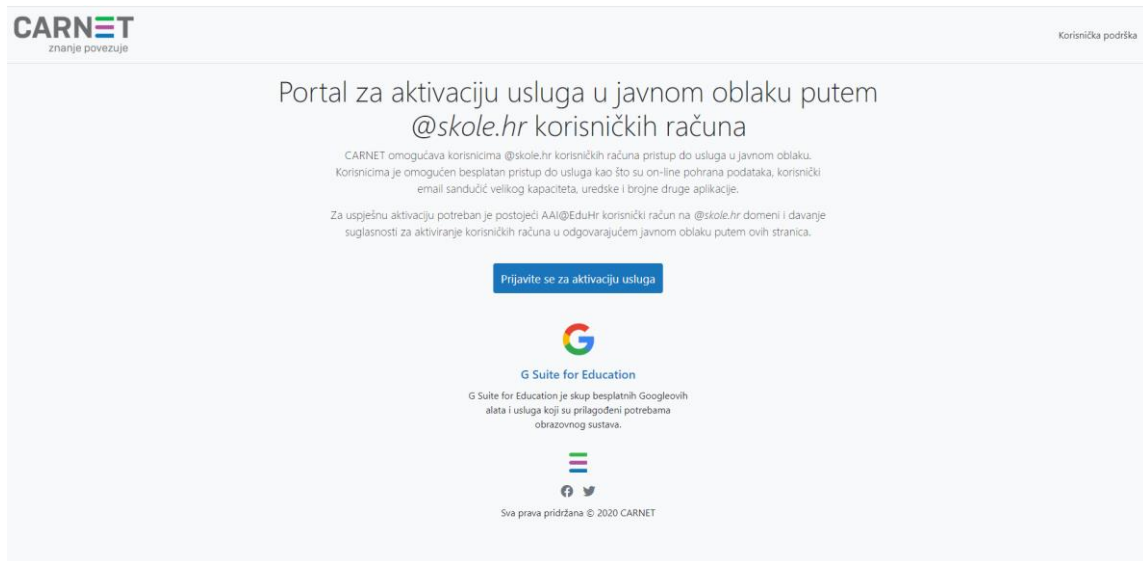 CARNET
znanje povezuje
Korisnička podrška
Portal za aktivaciju usluga u javnom oblaku putem
@skole.hr korisničkih računa
CARNET omogućava korisnicima @skole.hr korisničkih računa pristup do usluga u javnom oblaku.
Korisnicima je omogućen besplatan pristup do usluga kao što su on-line pohrana podataka, korisnički
email sandučić velikog kapaciteta, uredske i brojne druge aplikacije.
Za uspješnu aktivaciju potreban je postojeći AAI@EduHr korisnički račun na @skole.hr domeni i davanje
suglasnosti za aktiviranje korisničkih računa u odgovarajućem javnom oblaku putem ovih stranica.
Prijavite se za aktivaciju usluga
G Suite for Education
G Suite for Education je skup besplatnih Googleovih
alata i usluga koji su prilagođeni potrebama
obrazovnog sustava.
Sva prava pridržana © 2020 CARNET